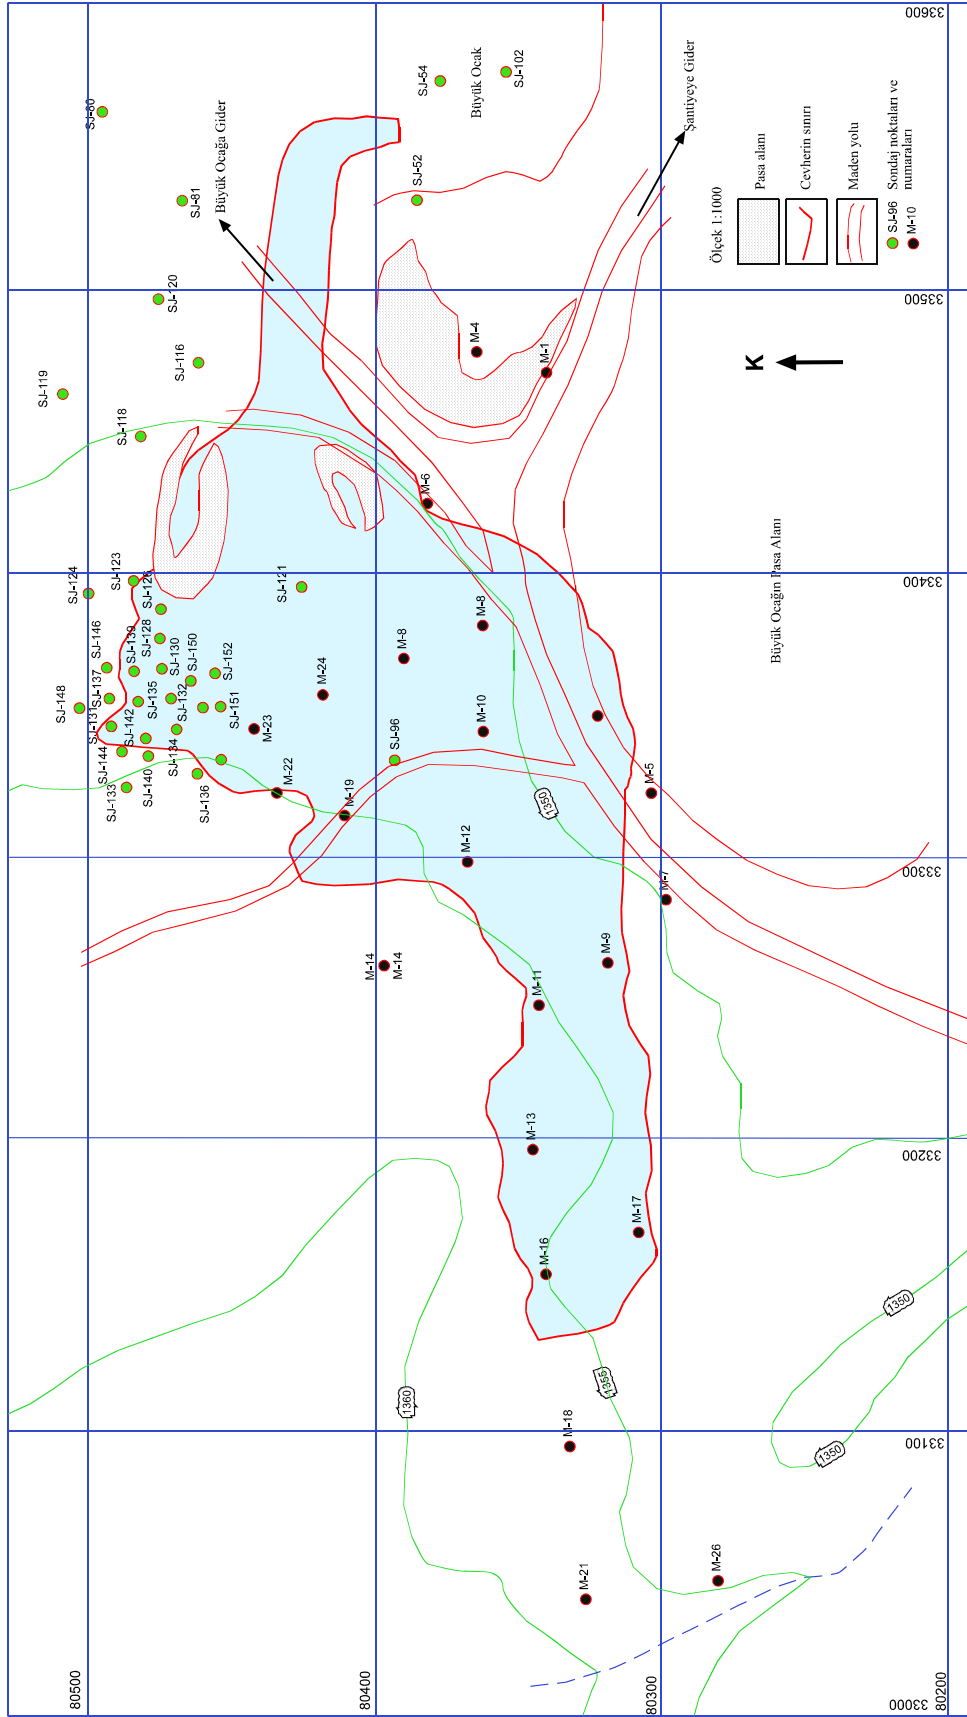 33600
SJ-80
SJ-54
SJ-102
Büyük Ocak
Büyük Ocağa Gider
Şantiyeye Gider
SJ-81
SJ-52
Ölçek 1:1000
Pasa alanı
Cevherin sınırı
Maden yolu
SJ-96
M-10
Sondaj noktaları ve
numaraları
33500
SJ-120
SJ-116
SJ-119
SJ-118
M-4
M-1
K
M-6
Büyük Ocağın Pasa Alanı
33400
SJ-124
SJ-123
SJ-126
SJ-121
SJ-146
SJ-139
SJ-128
SJ-130
SJ-150
SJ-152
SJ-148
SJ-137
SJ-135
SJ-132
SJ-151
SJ-131
SJ-142
SJ-134
SJ-144
SJ-140
SJ-133
SJ-136
M-8
M-8
M-24
M-23
M-10
SJ-96
M-22
M-19
M-5
1350
M-12
33300
M-7
M-14
M-14
M-9
M-11
M-13
33200
M-17
M-16
1350
1355
1360
M-18
33100
1350
M-21
M-26
80500
80400
80300
80200
33000